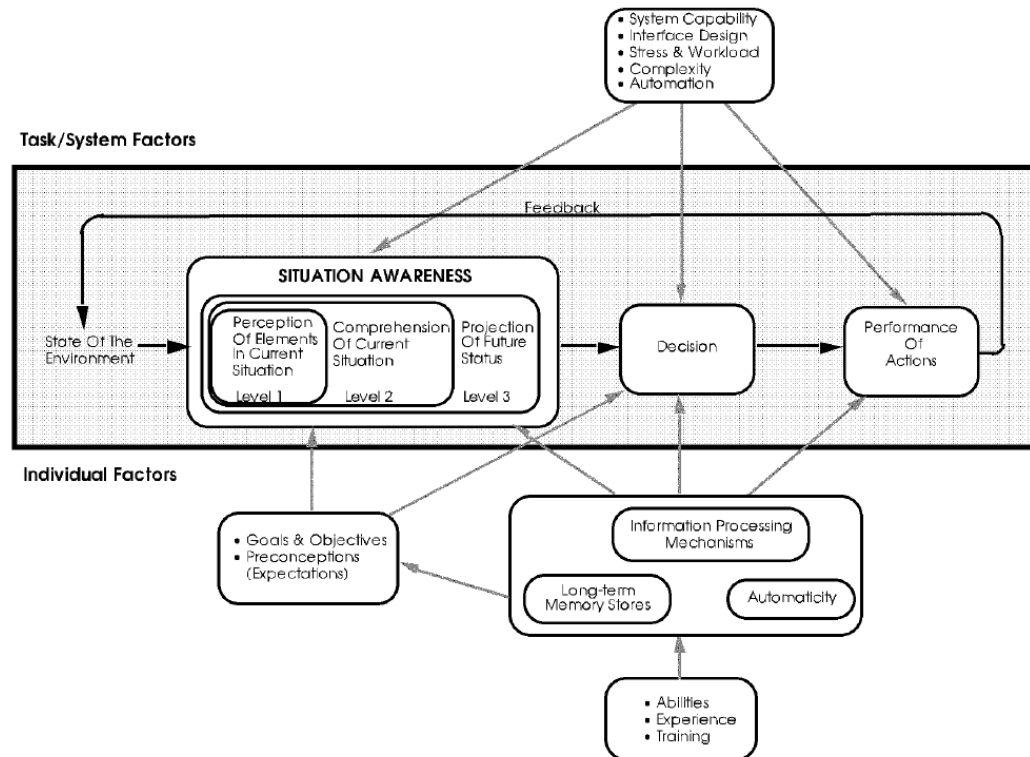 • System Capability
• Interface Design
• Stress & Workload
• Complexity
• Automation
Task/System Factors
Feedback
SITUATION AWARENESS
State Of The
Environment
Perception
Of Elements
In Current
Situation
Level 1
Comprehension
Of Current
Situation
Level 2
Projection
Of Future
Status
Level 3
Decision
Performance
Of
Actions
Individual Factors
• Goals & Objectives
• Preconceptions
(Expectations)
Information Processing
Mechanisms
Long-term
Memory Stores
Automaticity
• Abilities
• Experience
• Training